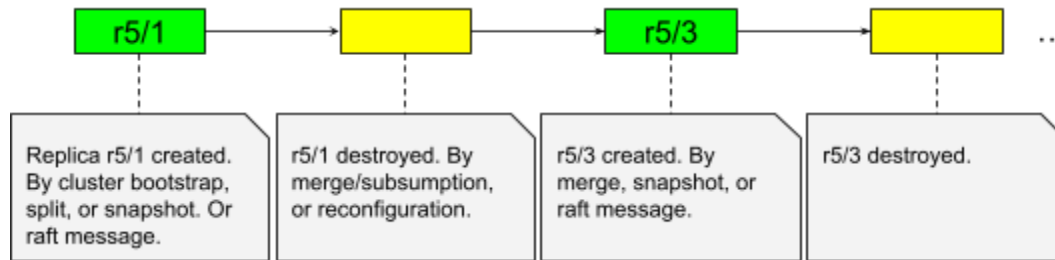 r5/1
r5/3
..
Replica r5/1 created.
By cluster bootstrap,
split, or snapshot. Or
raft message.
r5/1 destroyed. By
merge/subsumption,
or reconfiguration.
r5/3 created. By
merge, snapshot, or
raft message.
r5/3 destroyed.